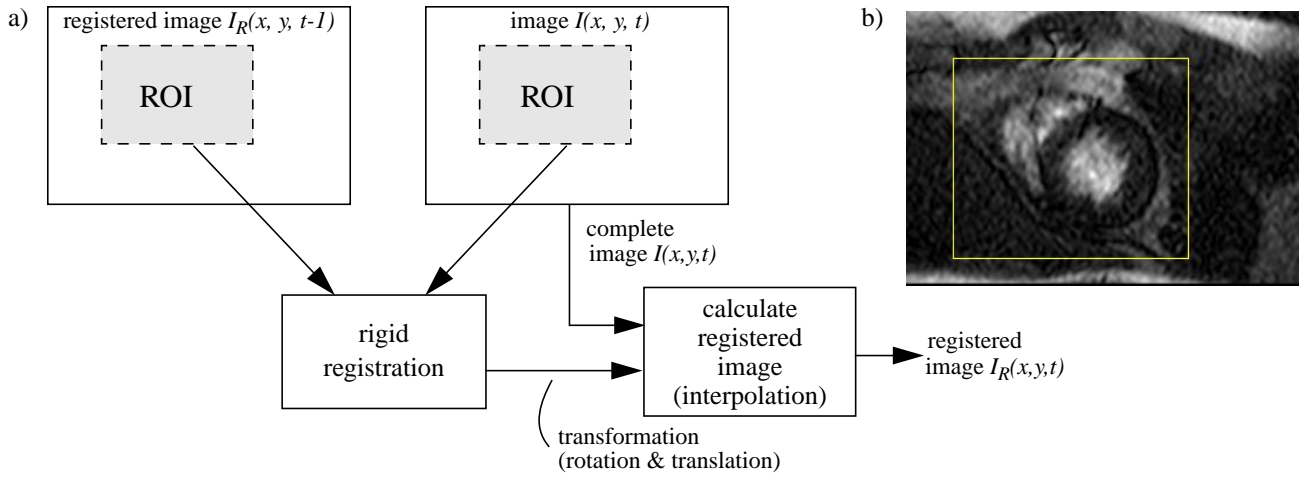 a)
registered image I_R(x, y, t-1)
ROI
image I(x, y, t)
ROI
b)
complete
image I(x,y,t)
rigid
registration
calculate
registered
image
(interpolation)
registered
image I_R(x,y,t)
transformation
(rotation & translation)